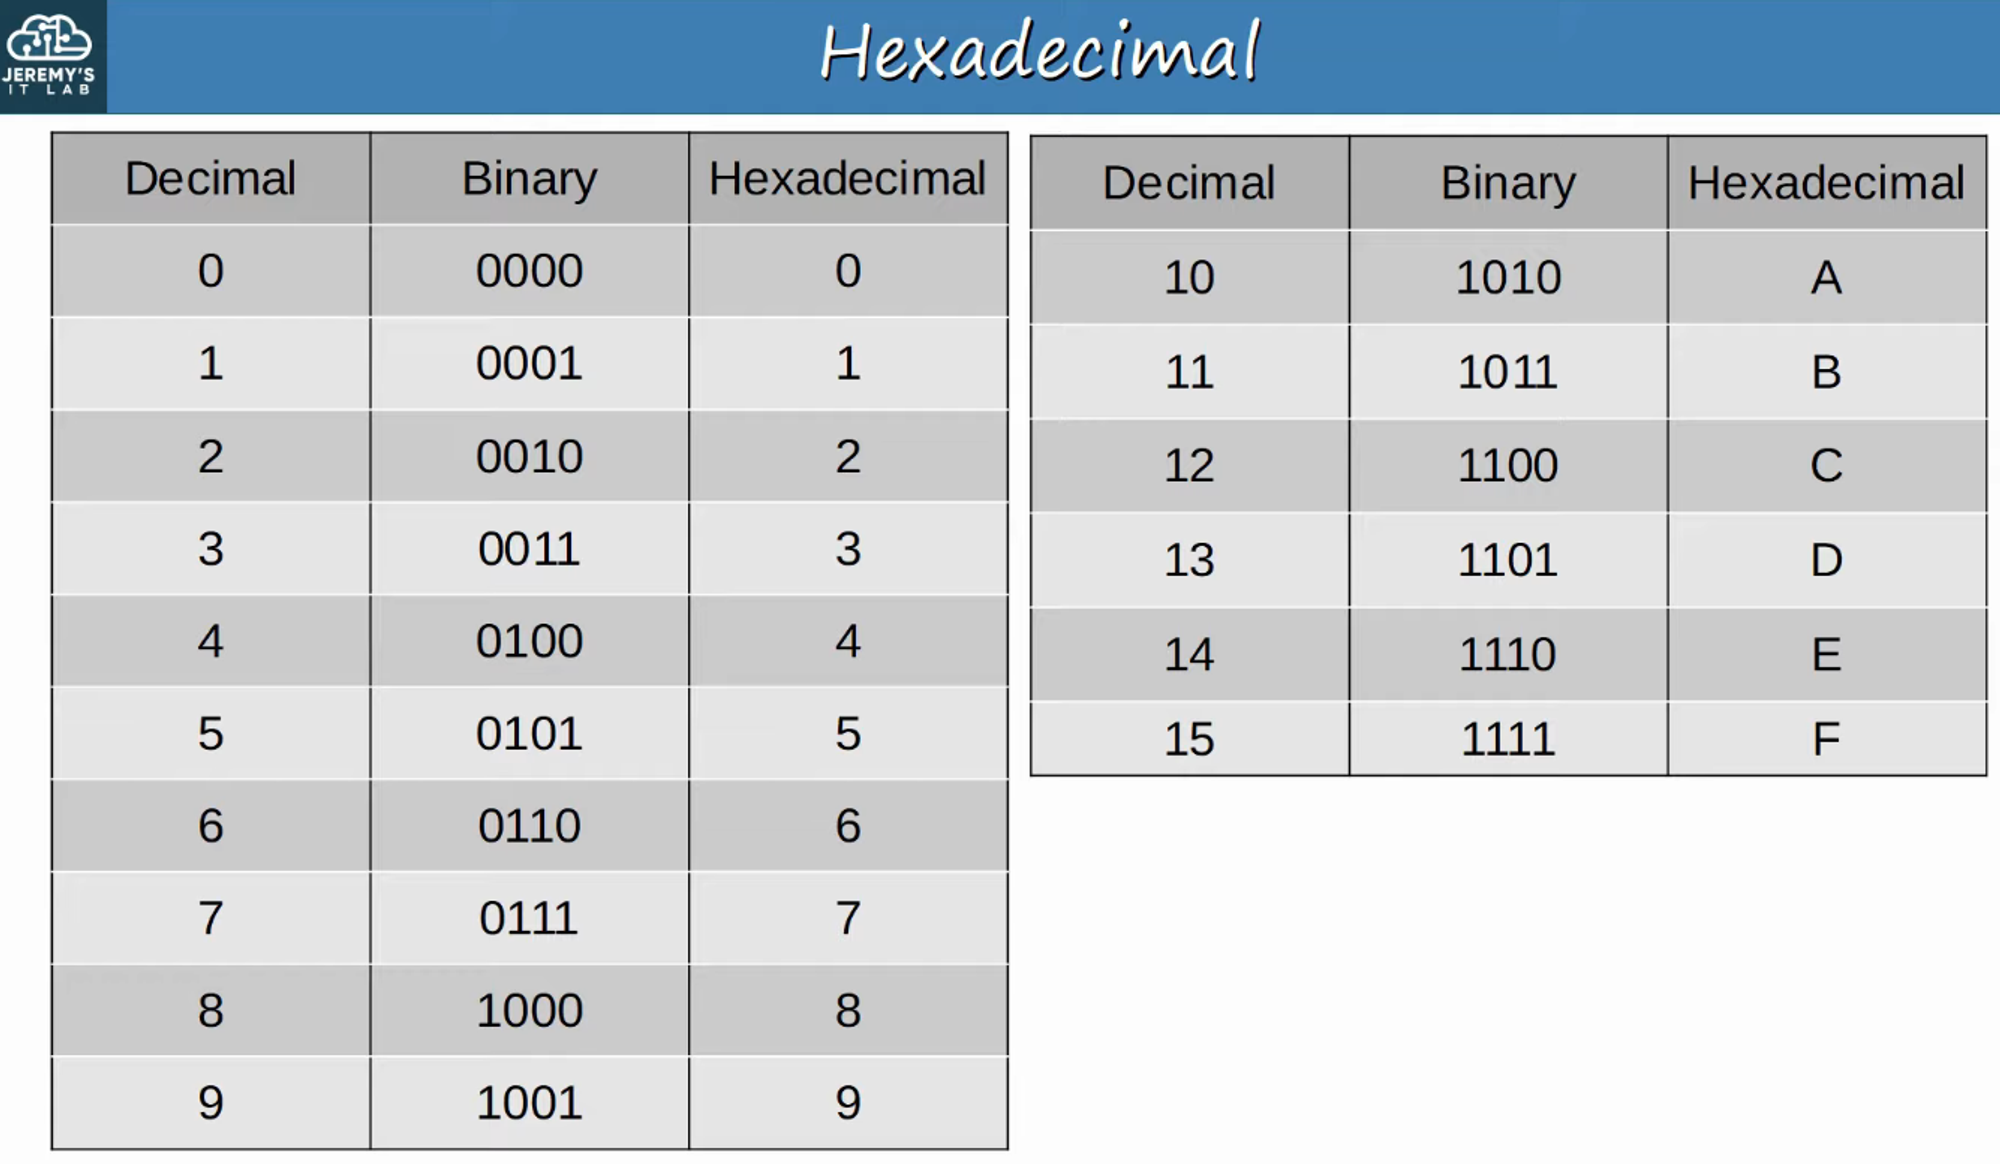 JEREMY'S
IT LAB
Hexadecimal
Decimal Binary Hexadecimal
0 0000 0
1 0001 1
2 0010 2
3 0011 3
4 0100 4
5 0101 5
6 0110 6
7 0111 7
8 1000 8
9 1001 9
Decimal Binary Hexadecimal
10 1010 A
11 1011 B
12 1100 C
13 1101 D
14 1110 E
15 1111 F